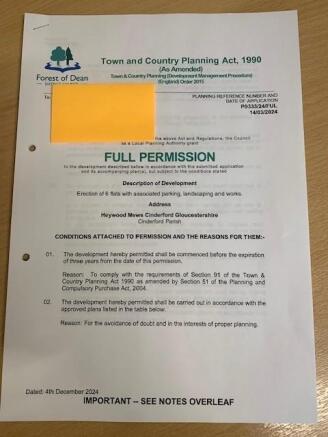 Town and Country Planning Act, 1990
(As Amended)
Town & Country Planning (Development Management Procedure)
(England) Order 2015
Forest of Dean
PLANNING REFERENCE NUMBER AND
DATE OF APPLICATION
P0333/24/FUL
14/03/2024
To:
the above Act and Regulations, the Council
as a Local Planning Authority grant
FULL PERMISSION
to the development described below in accordance with the submitted application
and its accompanying plan(s), but subject to the conditions stated
Description of Development
Erection of 6 flats with associated parking, landscaping and works.
Address
Heywood Mews Cinderford Gloucestershire
Cinderford Parish
CONDITIONS ATTACHED TO PERMISSION AND THE REASONS FOR THEM:-
01. The development hereby permitted shall be commenced before the expiration
of three years from the date of this permission.
Reason: To comply with the requirements of Section 91 of the Town &
Country Planning Act 1990 as amended by Section 51 of the Planning and
Compulsory Purchase Act, 2004.
02. The development hereby permitted shall be carried out in accordance with the
approved plans listed in the table below.
Reason: For the avoidance of doubt and in the interests of proper planning.
Dated: 4th December 2024
IMPORTANT -- SEE NOTES OVERLEAF